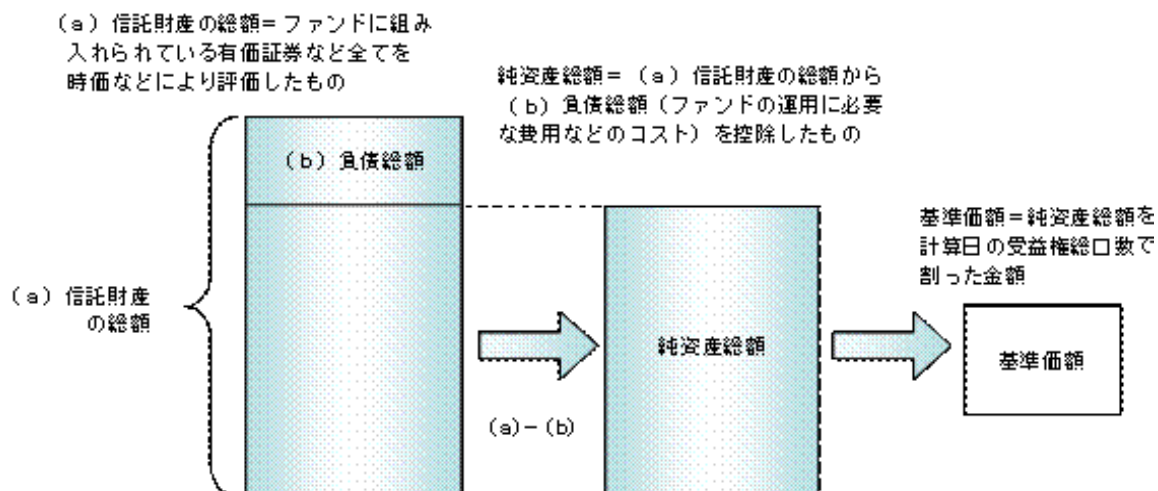 （a）信託財産の総額＝ファンドに組み
入れられている有価証券など全てを
時価などにより評価したもの
純資産総額＝（a）信託財産の総額から
（b）負債総額（ファンドの運用に必要
な費用などのコスト）を控除したもの
（b）負債総額
基準価額＝純資産総額を
計算日の受益権総口数で
割った金額
（a）信託財産
の総額
純資産総額
基準価額
(a)－(b)